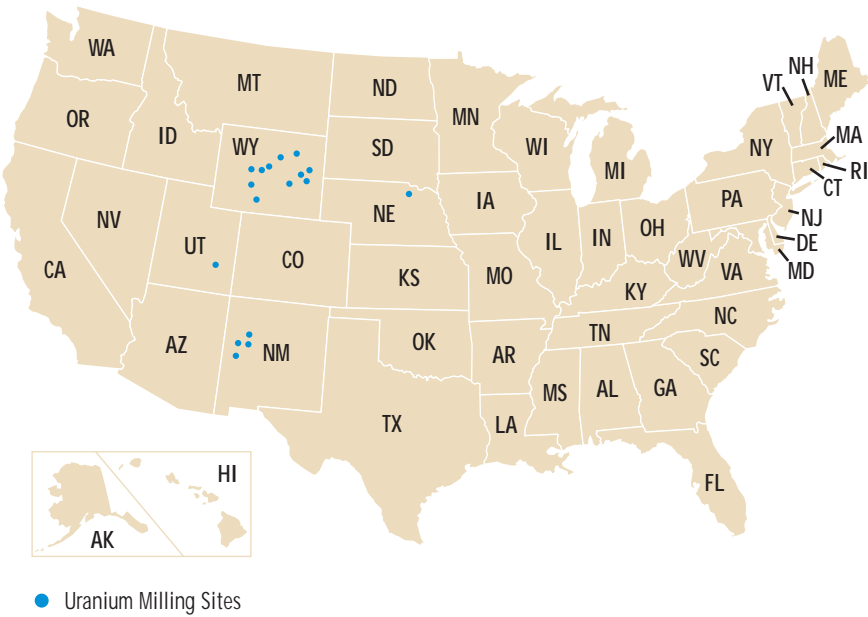 WA
MT
ND
MN
OR
ID
WY
SD
WI
MI
NY
VT
NH
ME
MA
RI
CT
NJ
DE
MD
PA
NV
UT
CO
NE
IA
IL
IN
OH
WV
VA
CA
KS
MO
KY
NC
TN
SC
AZ
NM
OK
AR
MS
AL
GA
TX
LA
FL
HI
AK
Uranium Milling Sites